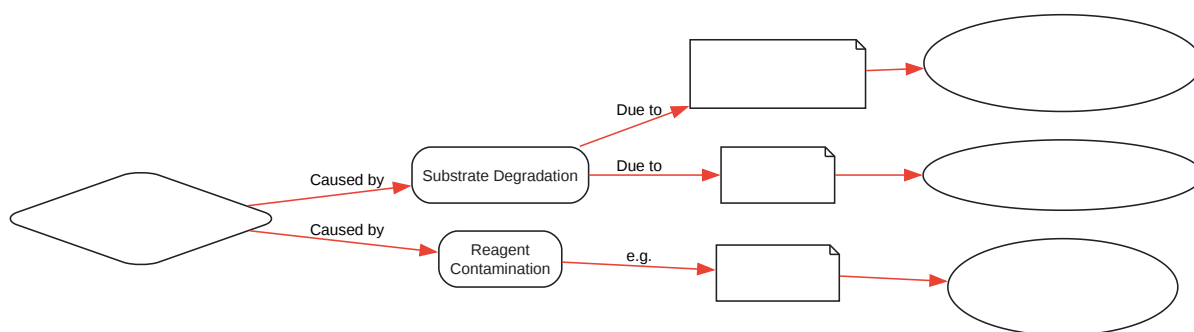 Due to
Caused by
Substrate Degradation
Due to
Caused by
Reagent
Contamination
e.g.